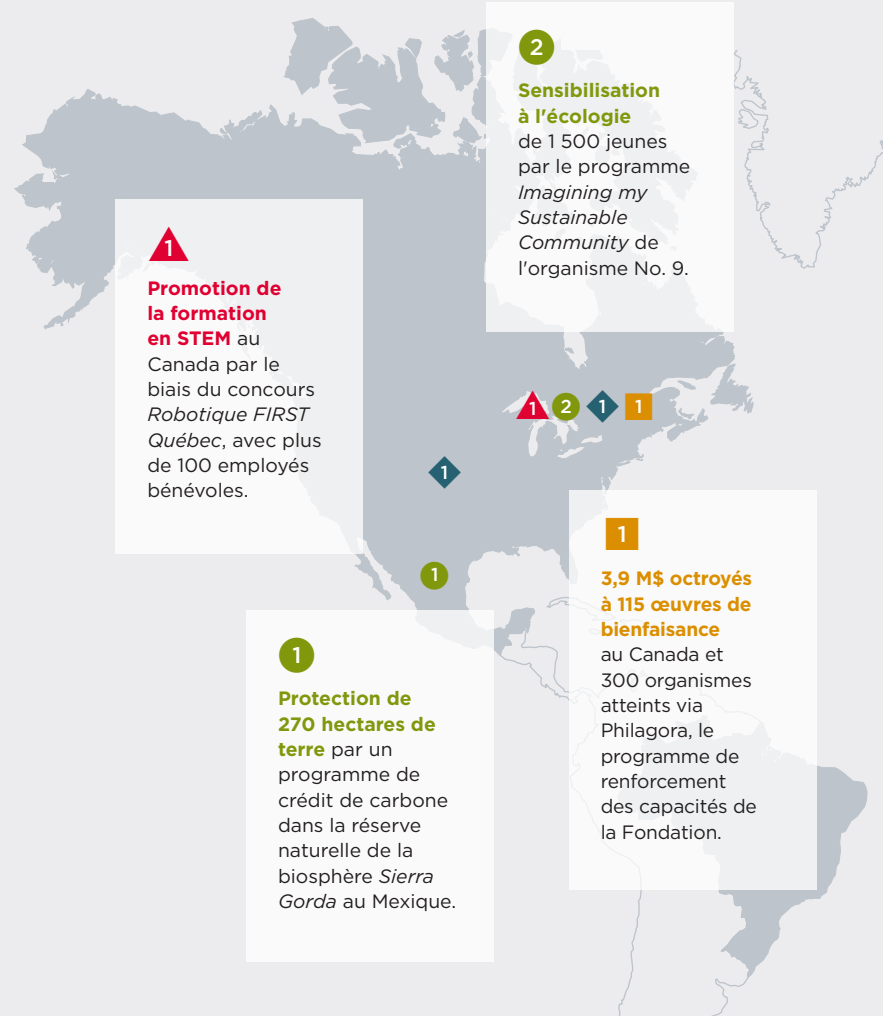 2
Sensibilisation
à l'écologie
de 1 500 jeunes
par le programme
Imagining my
Sustainable
Community de
l'organisme No. 9.
1
Promotion de
la formation
en STEM au
Canada par le
biais du concours
Robotique FIRST
Québec, avec plus
de 100 employés
bénévoles.
1 2 1 1
1
1
1
3,9 M$ octroyés
à 115 œuvres de
bienfaisance
au Canada et
300 organismes
atteints via
Philagora, le
programme de
renforcement
des capacités de
la Fondation.
1
Protection de
270 hectares de
terre par un
programme de
crédit de carbone
dans la réserve
naturelle de la
biosphère Sierra
Gorda au Mexique.